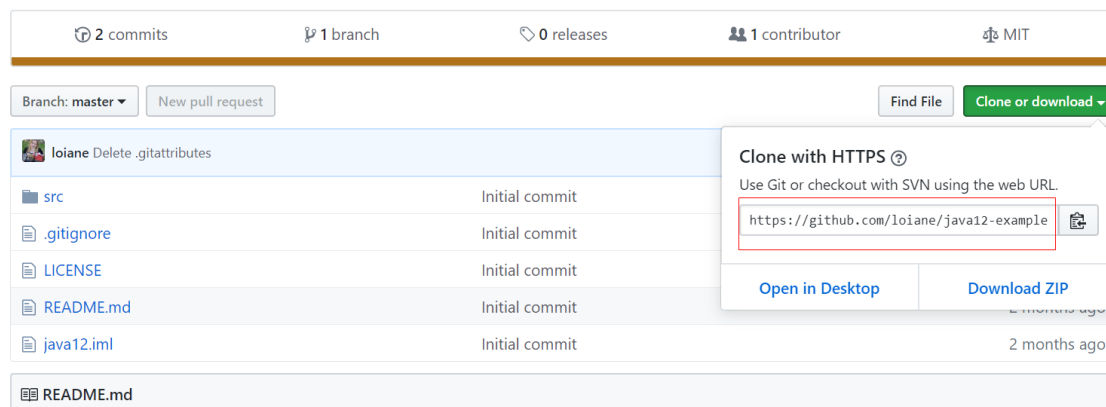 2 commits 1 branch 0 releases 1 contributor MIT
Branch: master New pull request Find File Clone or download
loiane Delete .gitattributes
Clone with HTTPS
Use Git or checkout with SVN using the web URL.
src Initial commit
https://github.com/loiane/java12-example
.gitignore Initial commit
LICENSE Initial commit
Open in Desktop Download ZIP
README.md Initial commit 2 months ago
java12.iml Initial commit 2 months ago
README.md